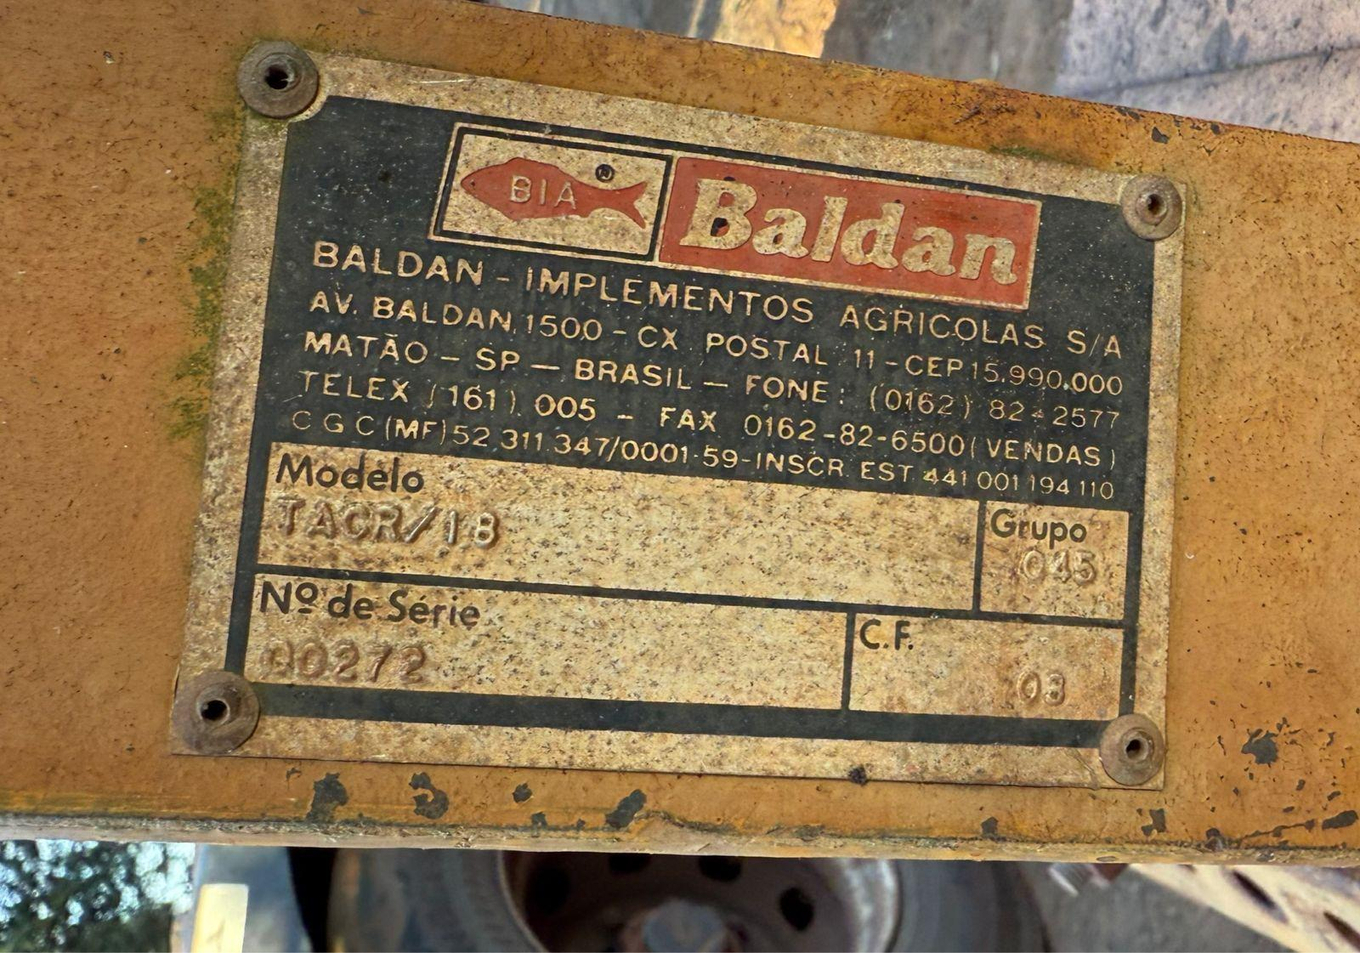 BIA ® Baldan
BALDAN - IMPLEMENTOS AGRICOLAS S/A
AV. BALDAN, 1500 - CX POSTAL 11 - CEP 15.990.000
MATÃO - SP - BRASIL - FONE: (0162) 82-2577
TELEX (161) 005 - FAX 0162-82-6500 (VENDAS)
CGC (MF) 52.311.347/0001-59-INSCR EST 441 001 194 110
Modelo
TACR/18
Grupo
045
Nº de Série
00272
C.F.
03